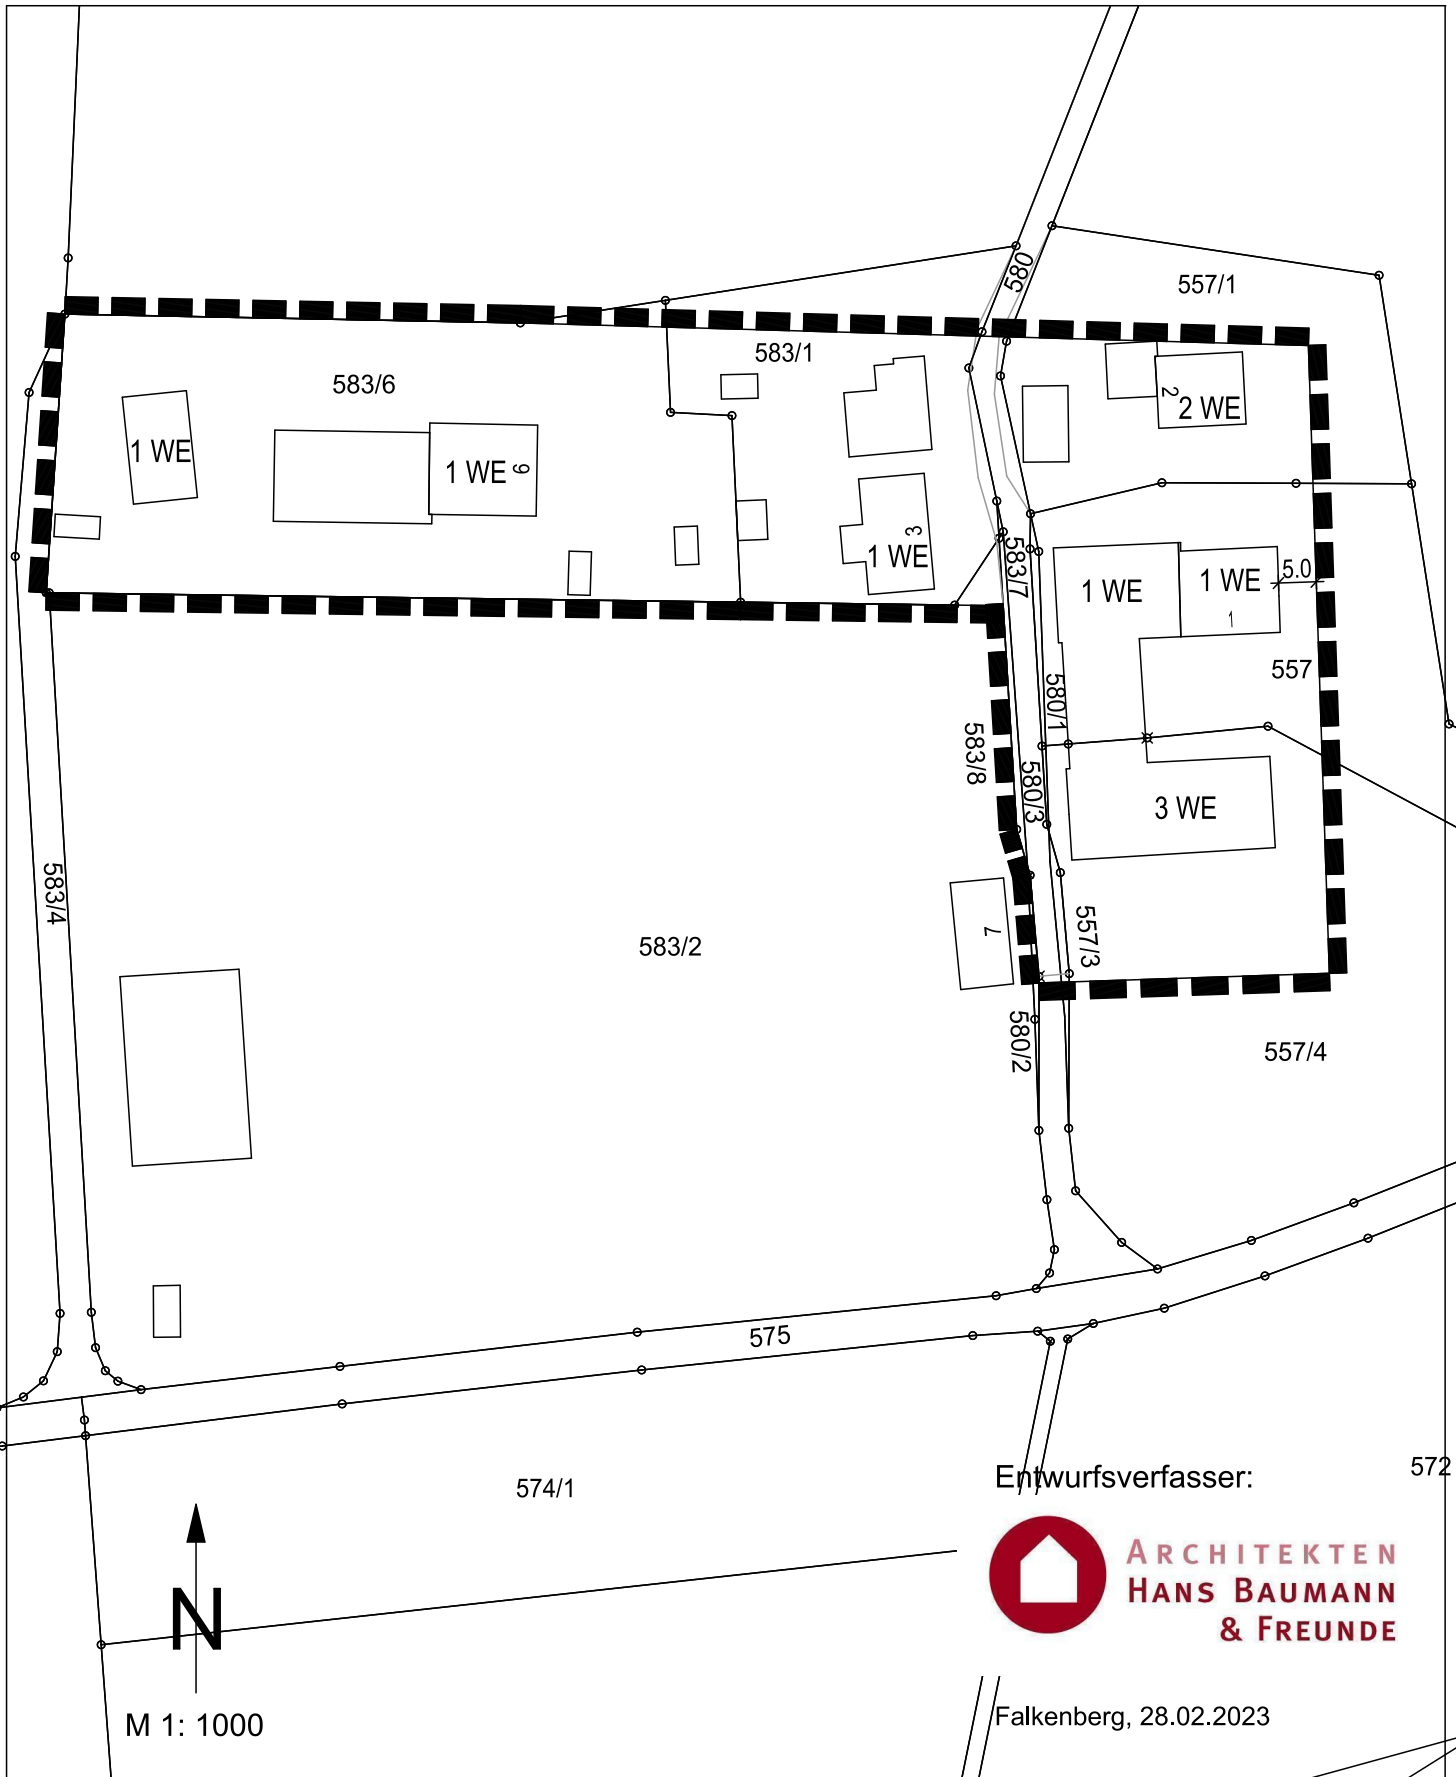 580
557/1
583/1
583/6
2
2 WE
1 WE
1 WE
9
3
1 WE
583/7
1 WE
1 WE
5.0
1
557
580/1
583/8
580/3
3 WE
583/4
583/2
7
557/3
580/2
557/4
575
574/1
572
Entwurfsverfasser:
ARCHITEKTEN
HANS BAUMANN
& FREUNDE
N
Falkenberg, 28.02.2023
M 1: 1000